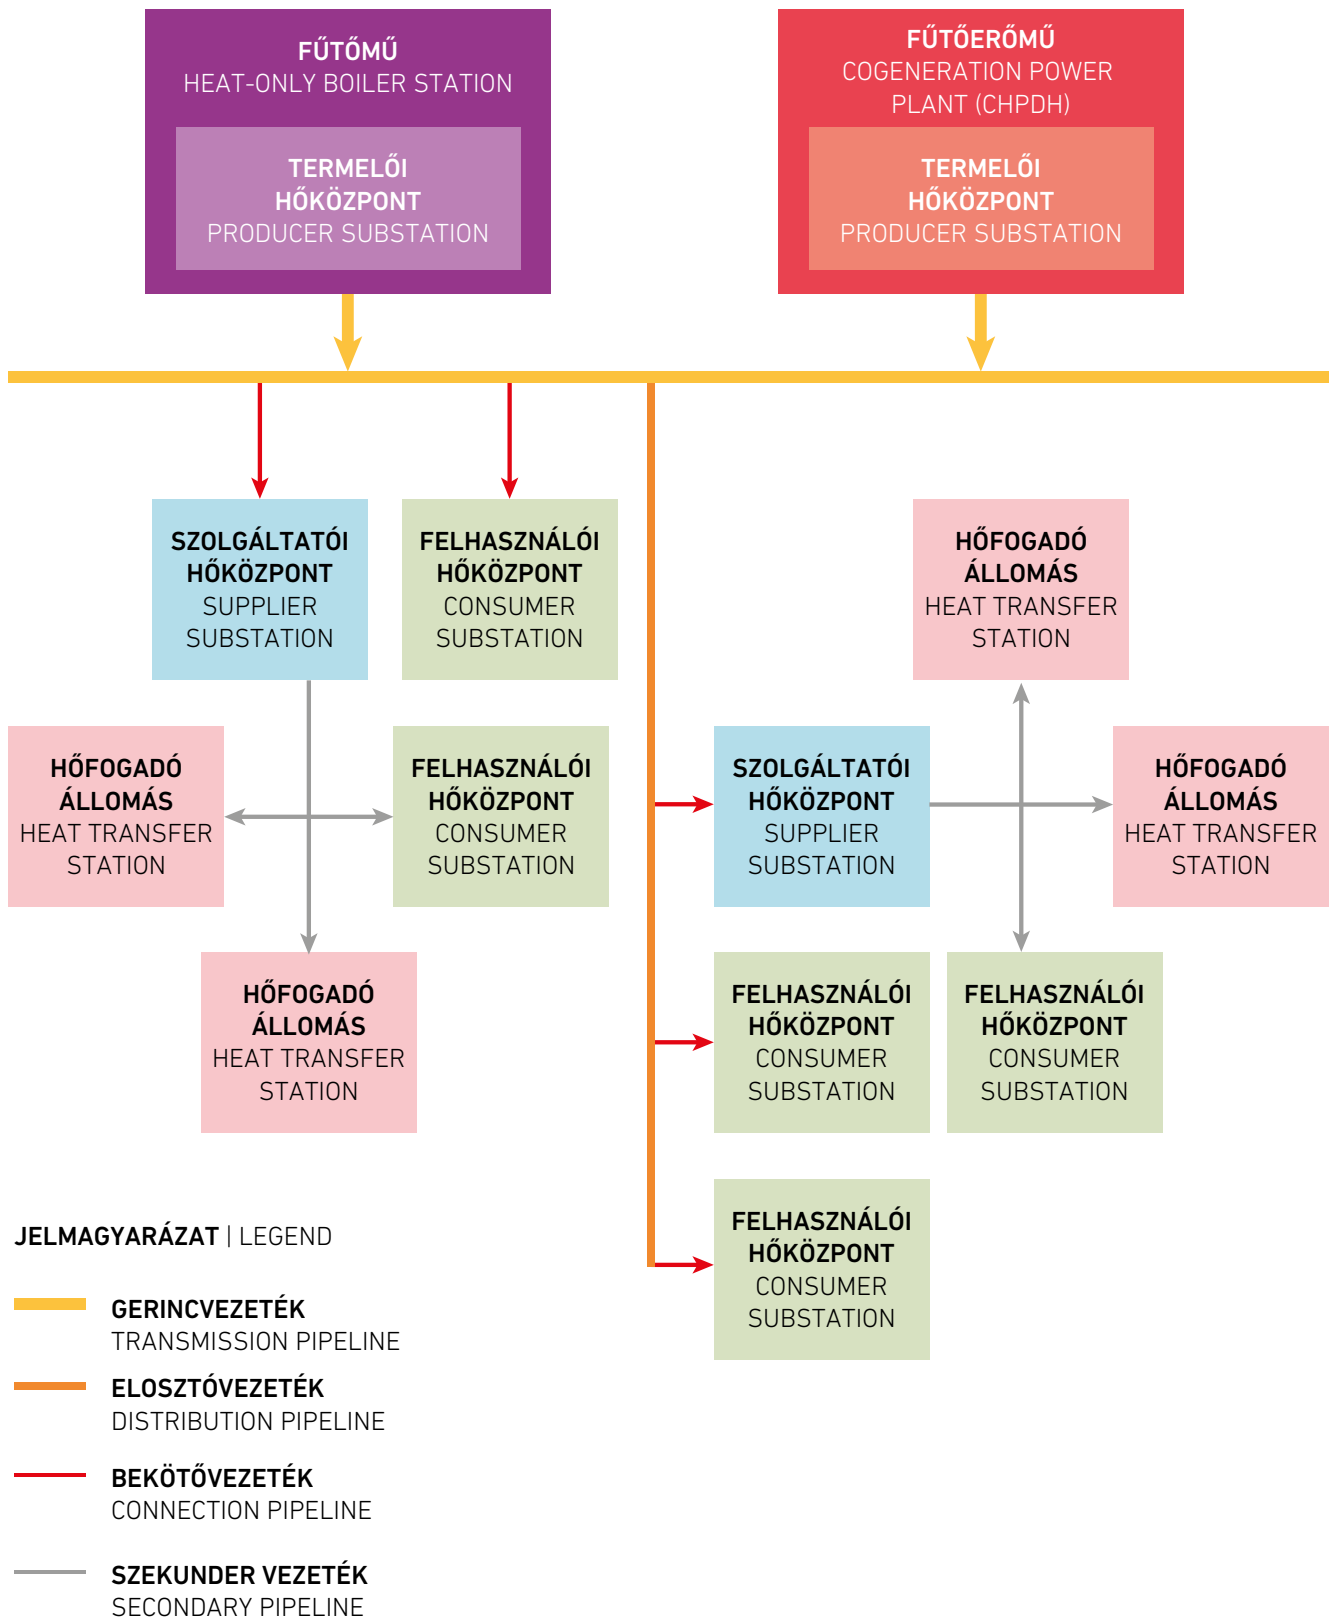 FŰTŐMŰ
HEAT-ONLY BOILER STATION
TERMELŐI
HŐKÖZPONT
PRODUCER SUBSTATION
FŰTŐERŐMŰ
COGENERATION POWER
PLANT (CHPDH)
TERMELŐI
HŐKÖZPONT
PRODUCER SUBSTATION
SZOLGÁLTATÓI
HŐKÖZPONT
SUPPLIER
SUBSTATION
FELHASZNÁLÓI
HŐKÖZPONT
CONSUMER
SUBSTATION
HŐFOGADÓ
ÁLLOMÁS
HEAT TRANSFER
STATION
HŐFOGADÓ
ÁLLOMÁS
HEAT TRANSFER
STATION
FELHASZNÁLÓI
HŐKÖZPONT
CONSUMER
SUBSTATION
SZOLGÁLTATÓI
HŐKÖZPONT
SUPPLIER
SUBSTATION
HŐFOGADÓ
ÁLLOMÁS
HEAT TRANSFER
STATION
HŐFOGADÓ
ÁLLOMÁS
HEAT TRANSFER
STATION
FELHASZNÁLÓI
HŐKÖZPONT
CONSUMER
SUBSTATION
FELHASZNÁLÓI
HŐKÖZPONT
CONSUMER
SUBSTATION
FELHASZNÁLÓI
HŐKÖZPONT
CONSUMER
SUBSTATION
JELMAGYARÁZAT | LEGEND
GERINCVEZETÉK
TRANSMISSION PIPELINE
ELOSZTÓVEZETÉK
DISTRIBUTION PIPELINE
BEKÖTŐVEZETÉK
CONNECTION PIPELINE
SZEKUNDER VEZETÉK
SECONDARY PIPELINE